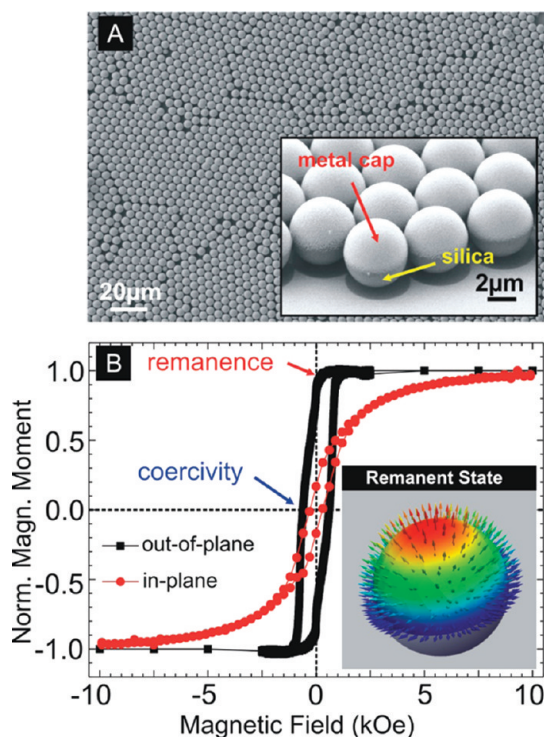 A
metal cap
silica
20μm
2μm
B
remanence
coercivity
Remanent State
out-of-plane
in-plane
Norm. Magn. Moment
1.0
0.5
0.0
-0.5
-1.0
-10
-5
0
5
10
Magnetic Field (kOe)